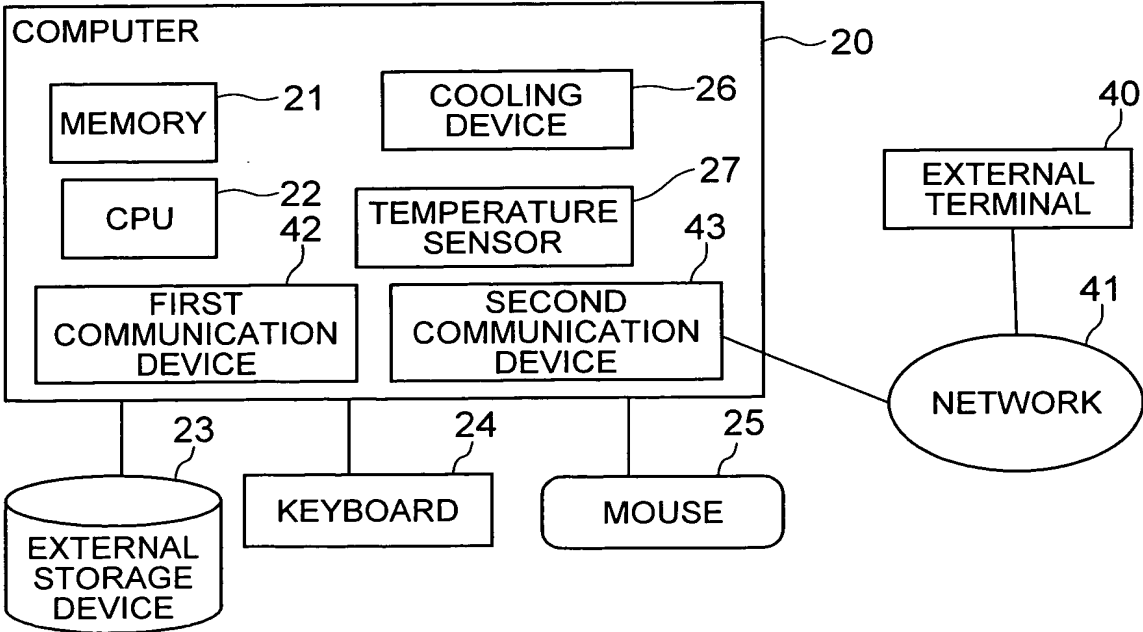 COMPUTER
20
MEMORY
21
COOLING
DEVICE
26
CPU
22
TEMPERATURE
SENSOR
27
FIRST
COMMUNICATION
DEVICE
42
SECOND
COMMUNICATION
DEVICE
43
EXTERNAL
TERMINAL
40
NETWORK
41
EXTERNAL
STORAGE
DEVICE
23
KEYBOARD
24
MOUSE
25